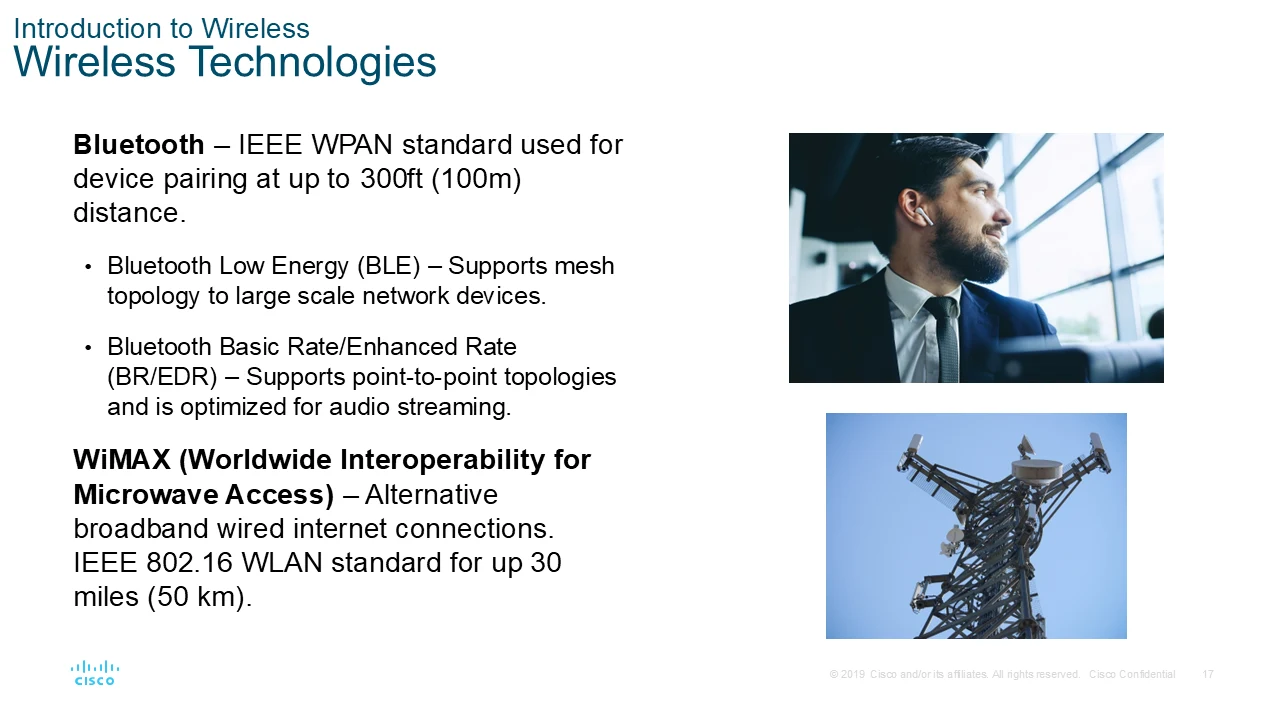 Introduction to Wireless
Wireless Technologies
Bluetooth – IEEE WPAN standard used for
device pairing at up to 300ft (100m)
distance.
• Bluetooth Low Energy (BLE) – Supports mesh
topology to large scale network devices.
• Bluetooth Basic Rate/Enhanced Rate
(BR/EDR) – Supports point-to-point topologies
and is optimized for audio streaming.
WiMAX (Worldwide Interoperability for
Microwave Access) – Alternative
broadband wired internet connections.
IEEE 802.16 WLAN standard for up 30
miles (50 km).
CISCO
© 2019 Cisco and/or its affiliates. All rights reserved. Cisco Confidential 17